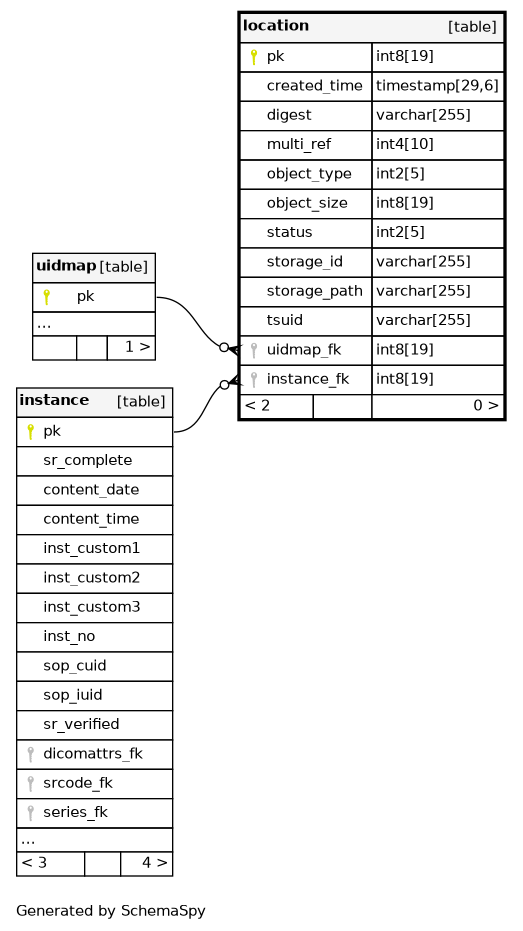 location [table]
pk int8[19]
created_time timestamp[29,6]
digest varchar[255]
multi_ref int4[10]
object_type int2[5]
object_size int8[19]
status int2[5]
storage_id varchar[255]
storage_path varchar[255]
tsuid varchar[255]
uidmap_fk int8[19]
instance_fk int8[19]
< 2 0 >
uidmap [table]
pk
...
1 >
instance [table]
pk
sr_complete
content_date
content_time
inst_custom1
inst_custom2
inst_custom3
inst_no
sop_cuid
sop_iuid
sr_verified
dicomattrs_fk
srcode_fk
series_fk
...
< 3 4 >
Generated by SchemaSpy